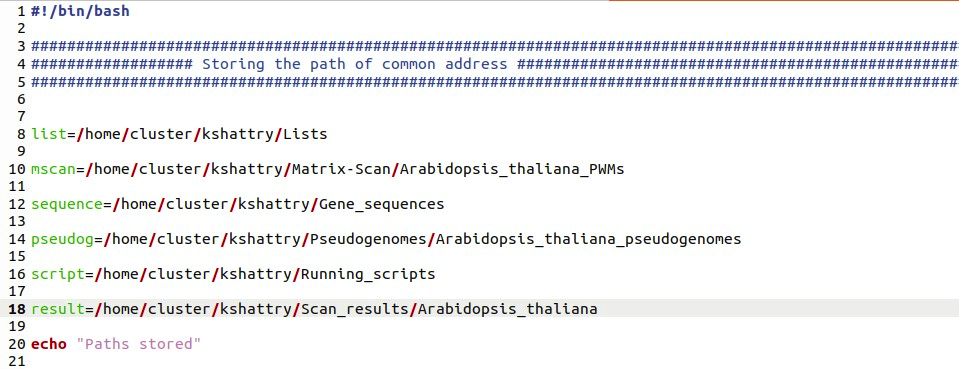 1 #!/bin/bash
2
3 #######################################################################################################
4 ################## Storing the path of common address #################################################
5 #######################################################################################################
6
7
8 list=/home/cluster/kshattry/Lists
9
10 mscan=/home/cluster/kshattry/Matrix-Scan/Arabidopsis_thaliana_PWMs
11
12 sequence=/home/cluster/kshattry/Gene_sequences
13
14 pseudog=/home/cluster/kshattry/Pseudogenomes/Arabidopsis_thaliana_pseudogenomes
15
16 script=/home/cluster/kshattry/Running_scripts
17
18 result=/home/cluster/kshattry/Scan_results/Arabidopsis_thaliana
19
20 echo "Paths stored"
21